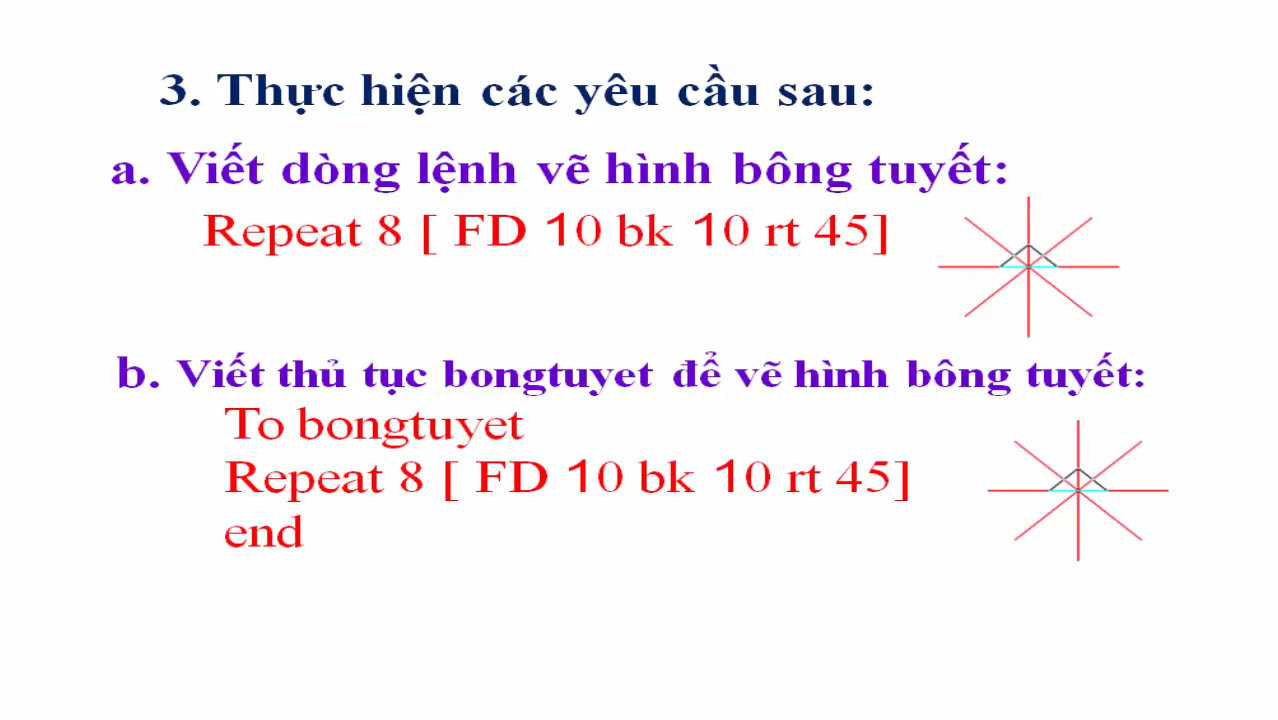 3. Thực hiện các yêu cầu sau:
a. Viết dòng lệnh vẽ hình bông tuyết:
Repeat 8 [ FD 10 bk 10 rt 45]
b. Viết thủ tục bongtuyet để vẽ hình bông tuyết:
To bongtuyet
Repeat 8 [ FD 10 bk 10 rt 45]
end